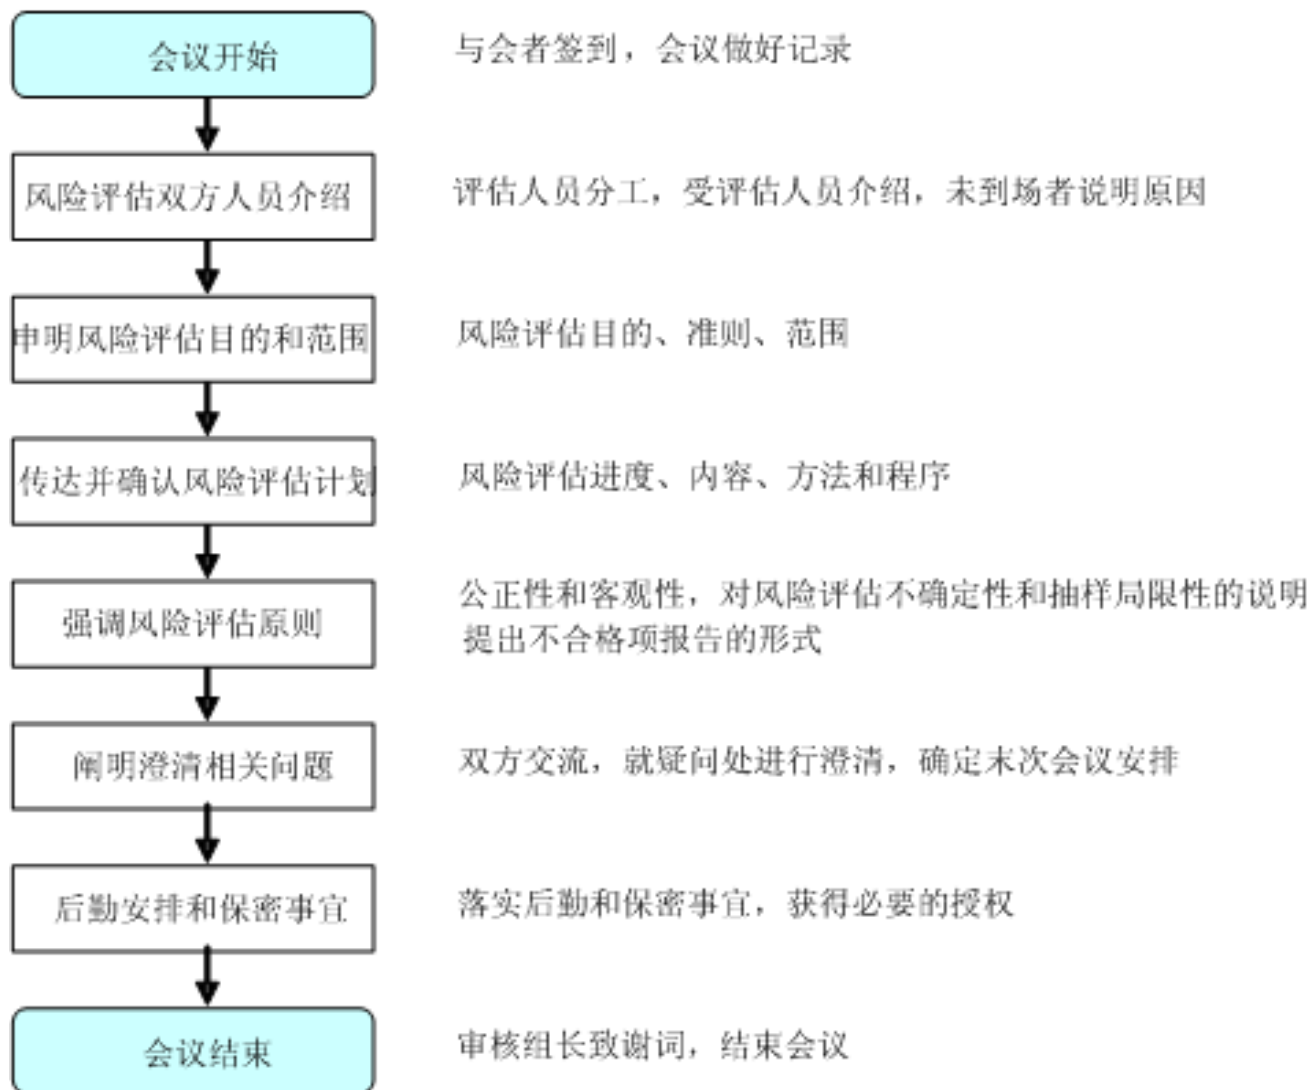 会议开始
与会者签到，会议做好记录
风险评估双方人员介绍
评估人员分工，受评估人员介绍，未到场者说明原因
申明风险评估目的和范围
风险评估目的、准则、范围
传达并确认风险评估计划
风险评估进度、内容、方法和程序
强调风险评估原则
公正性和客观性，对风险评估不确定性和抽样局限性的说明
提出不合格项报告的形式
阐明澄清相关问题
双方交流，就疑问处进行澄清，确定末次会议安排
后勤安排和保密事宜
落实后勤和保密事宜，获得必要的授权
会议结束
审核组长致谢词，结束会议